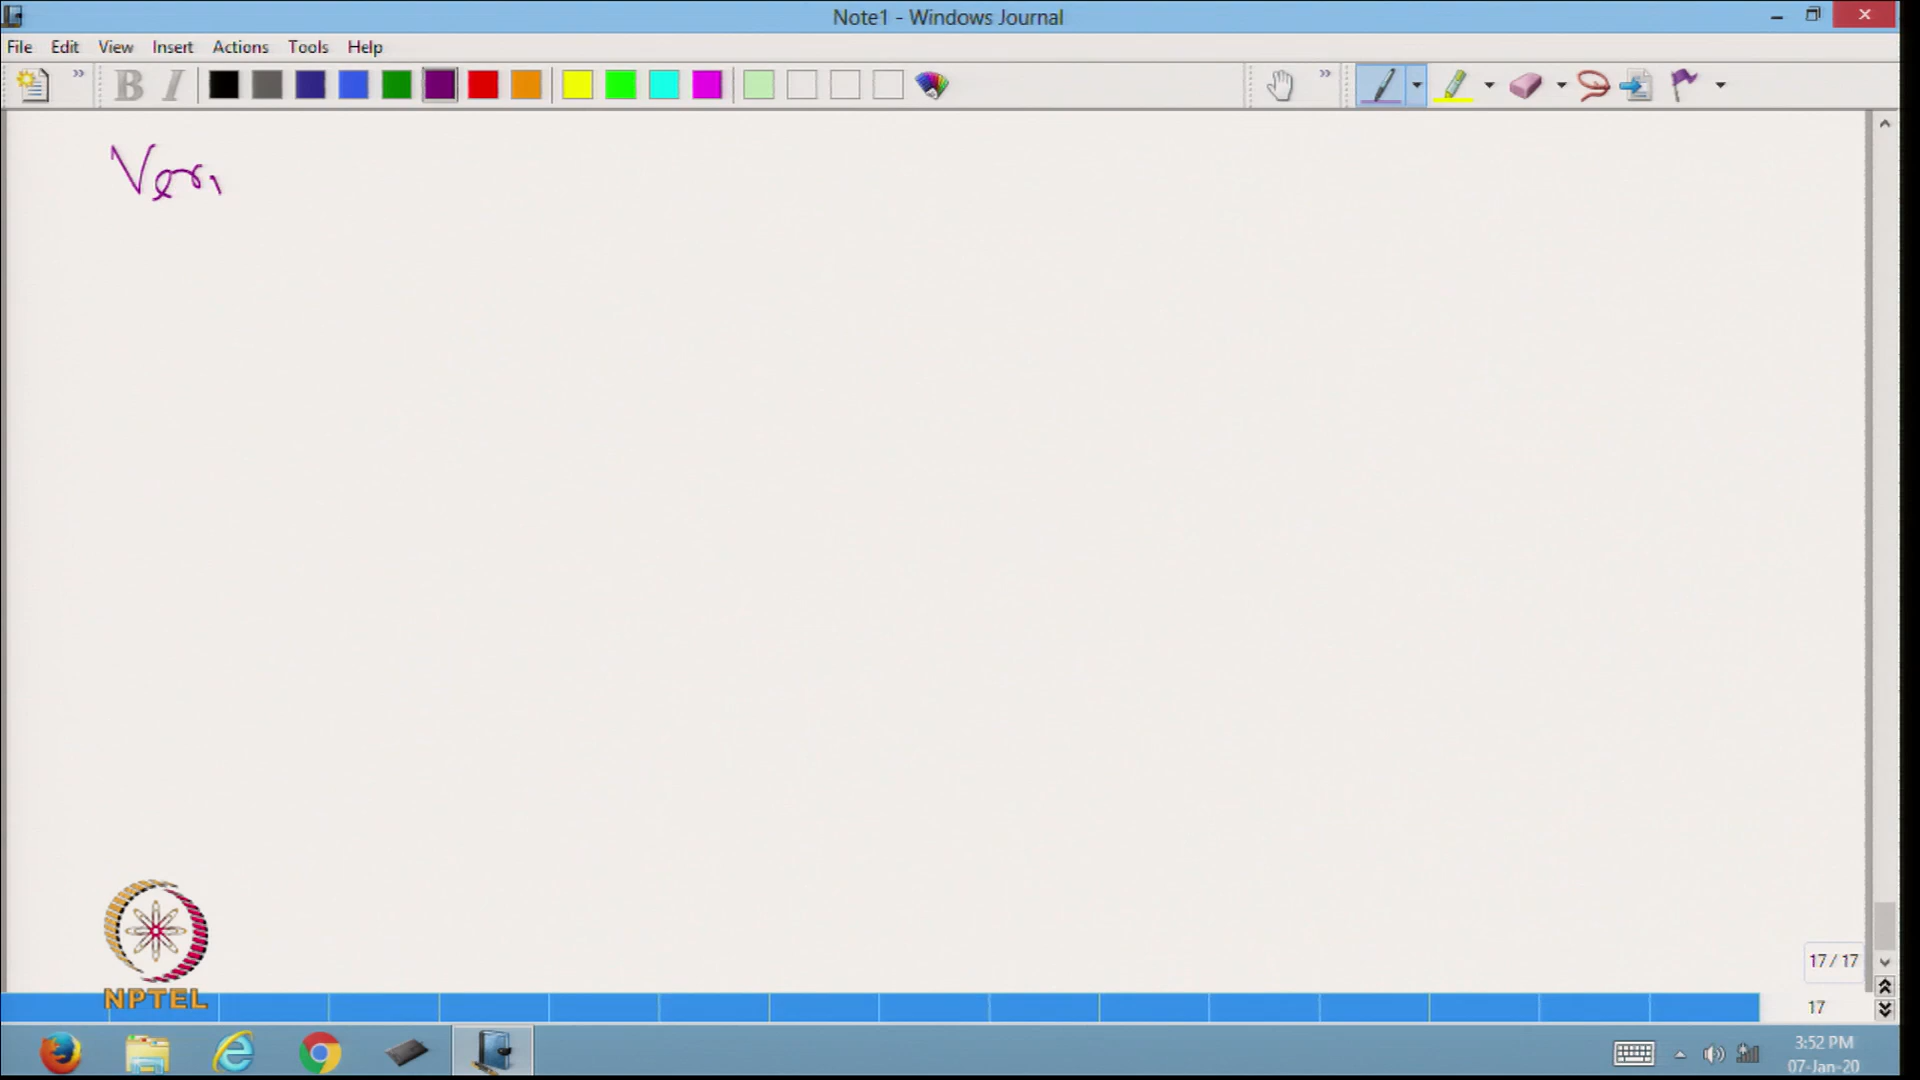 Note1 - Windows Journal
File Edit View Insert Actions Tools Help
B I
Veri
17 / 17
NPTEL
17
3:52 PM
07-Jan-20